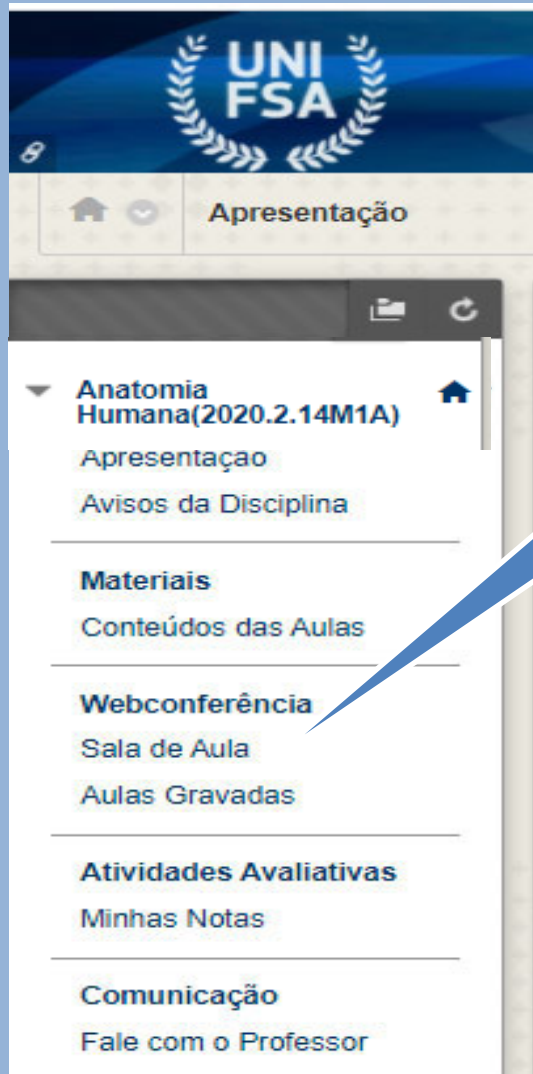 UNI
FSA
Apresentação
Anatomia
Humana(2020.2.14M1A)
Apresentação
Avisos da Disciplina
Materiais
Conteúdos das Aulas
Webconferência
Sala de Aula
Aulas Gravadas
Atividades Avaliativas
Minhas Notas
Comunicação
Fale com o Professor